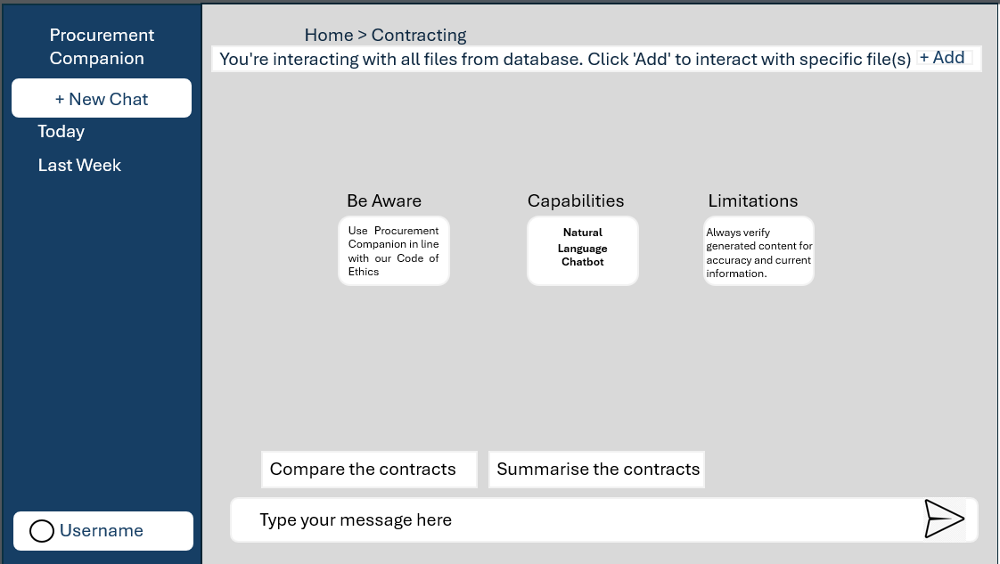 Procurement
Companion
+ New Chat
Today
Last Week
Username
Home > Contracting
You're interacting with all files from database. Click 'Add' to interact with specific file(s)
+ Add
Be Aware
Use Procurement
Companion in line
with our Code of
Ethics
Capabilities
Natural
Language
Chatbot
Limitations
Always verify
generated content for
accuracy and current
information.
Compare the contracts
Summarise the contracts
Type your message here